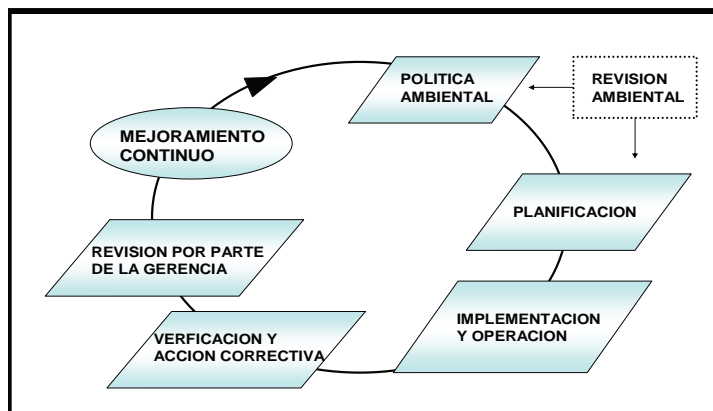 POLITICA
AMBIENTAL
REVISION
AMBIENTAL
MEJORAMIENTO
CONTINUO
PLANIFICACION
REVISION POR PARTE
DE LA GERENCIA
IMPLEMENTACION
Y OPERACION
VERFICACION Y
ACCION CORRECTIVA